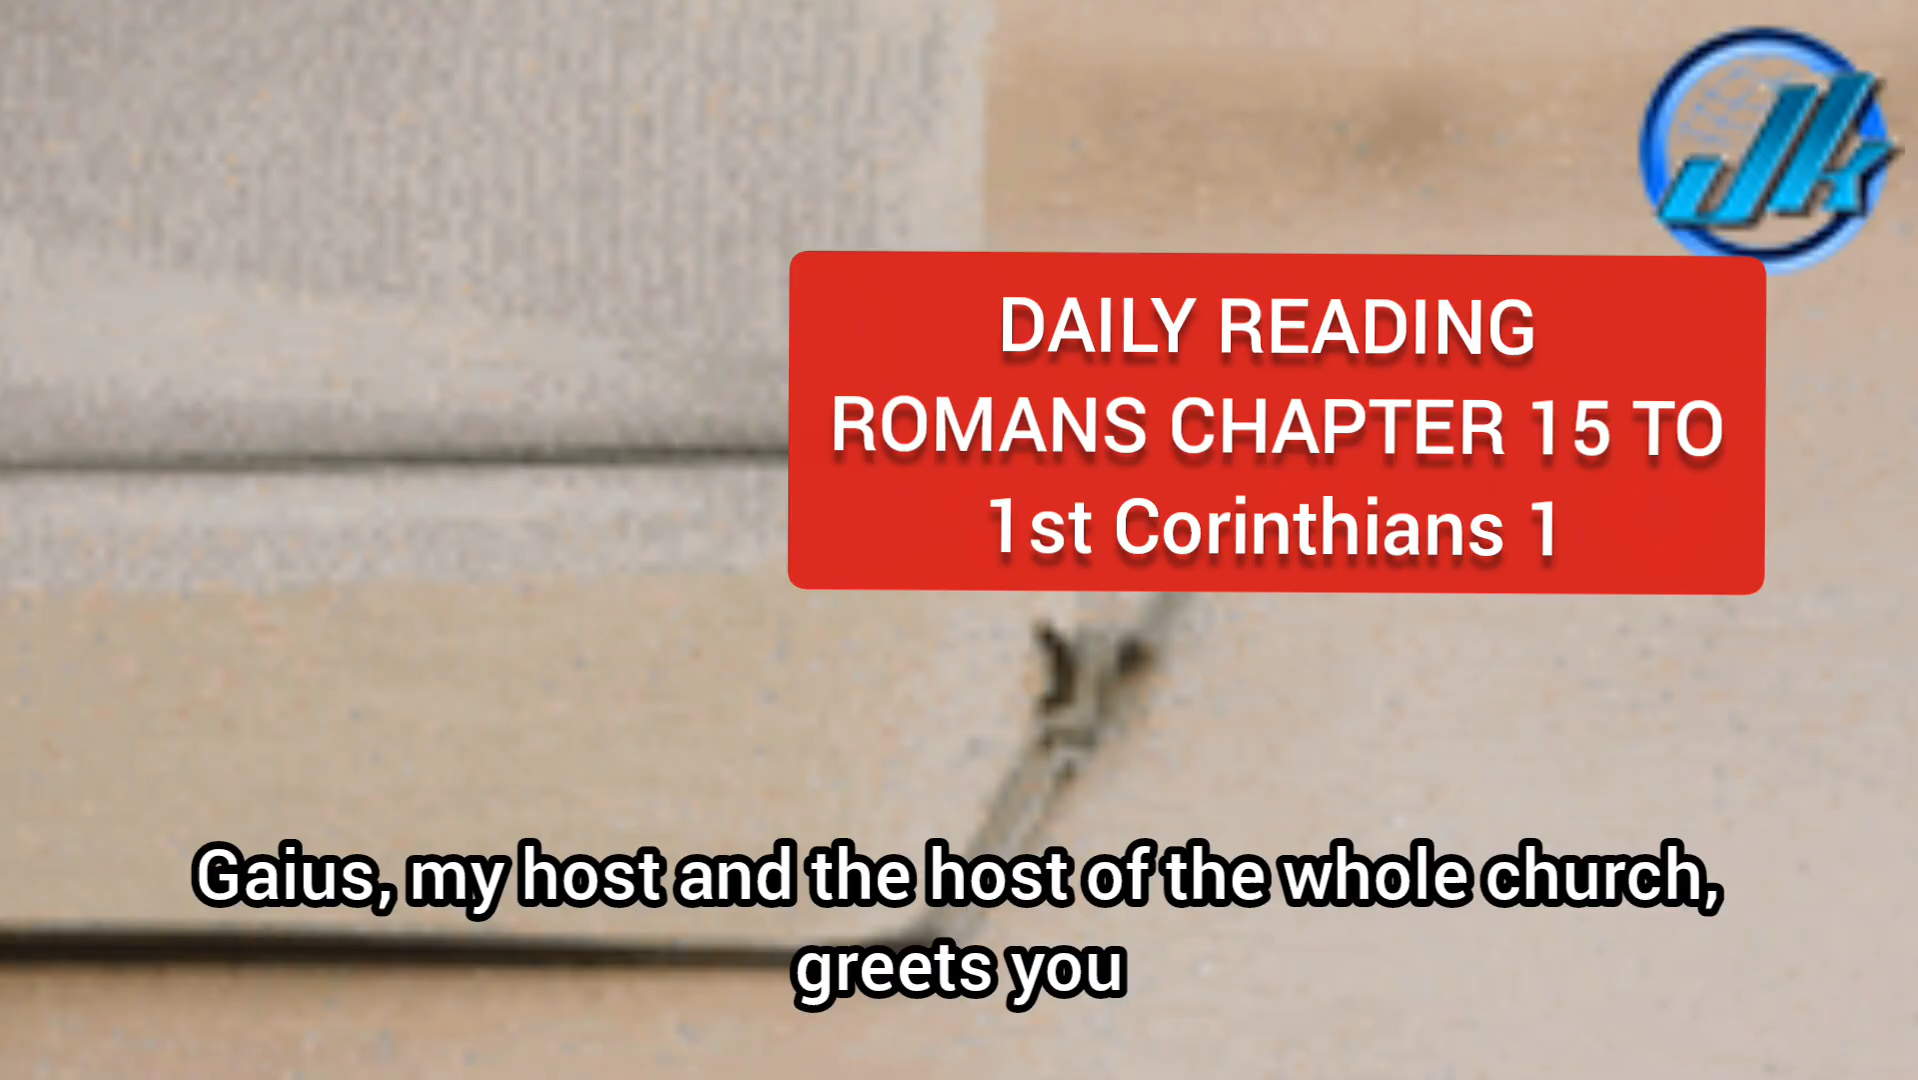 Jk
DAILY READING
ROMANS CHAPTER 15 TO
1st Corinthians 1
Gaius, my host and the host of the whole church,
greets you